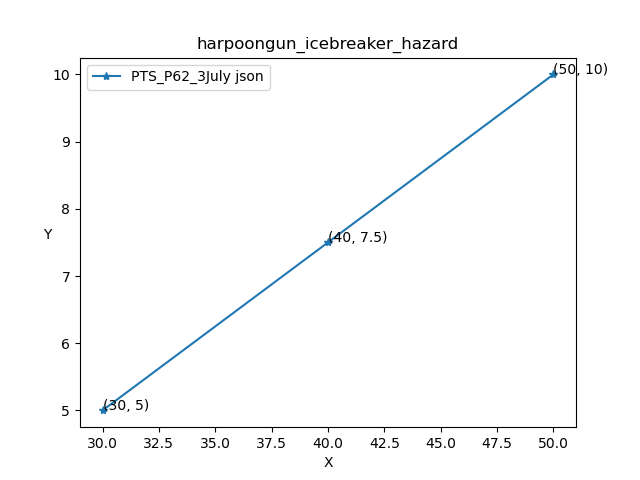 harpoongun_icebreaker_hazard
PTS_P62_3July json
(50, 10)
(40, 7.5)
(30, 5)
Y
10
9
8
7
6
5
30.0 32.5 35.0 37.5 40.0 42.5 45.0 47.5 50.0
X